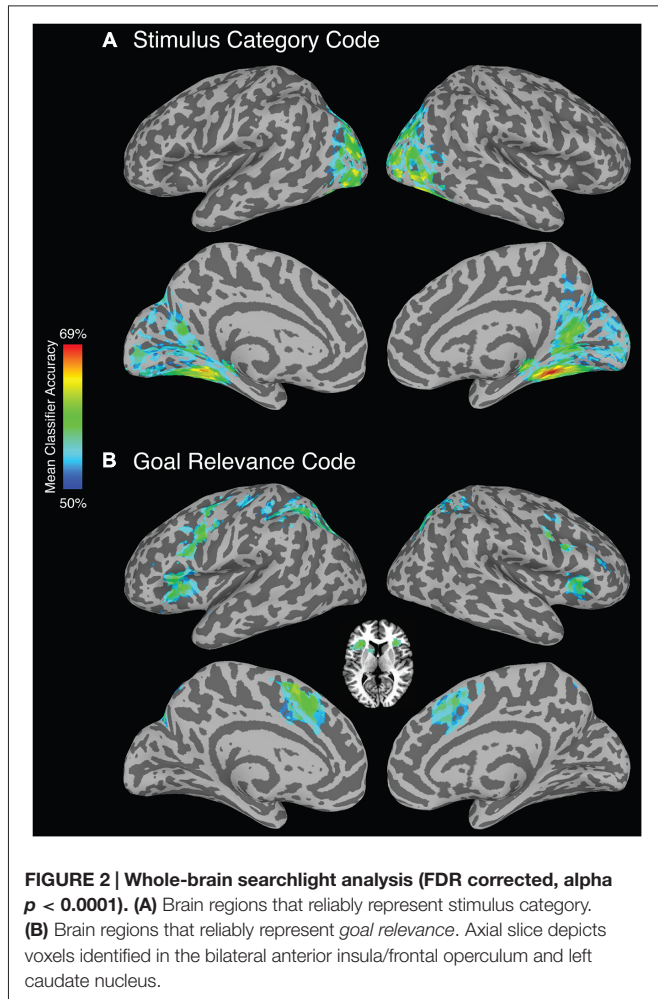 A Stimulus Category Code
69%
Mean Classifier Accuracy
50%
B Goal Relevance Code
FIGURE 2 | Whole-brain searchlight analysis (FDR corrected, alpha
p < 0.0001). (A) Brain regions that reliably represent stimulus category.
(B) Brain regions that reliably represent goal relevance. Axial slice depicts
voxels identified in the bilateral anterior insula/frontal operculum and left
caudate nucleus.